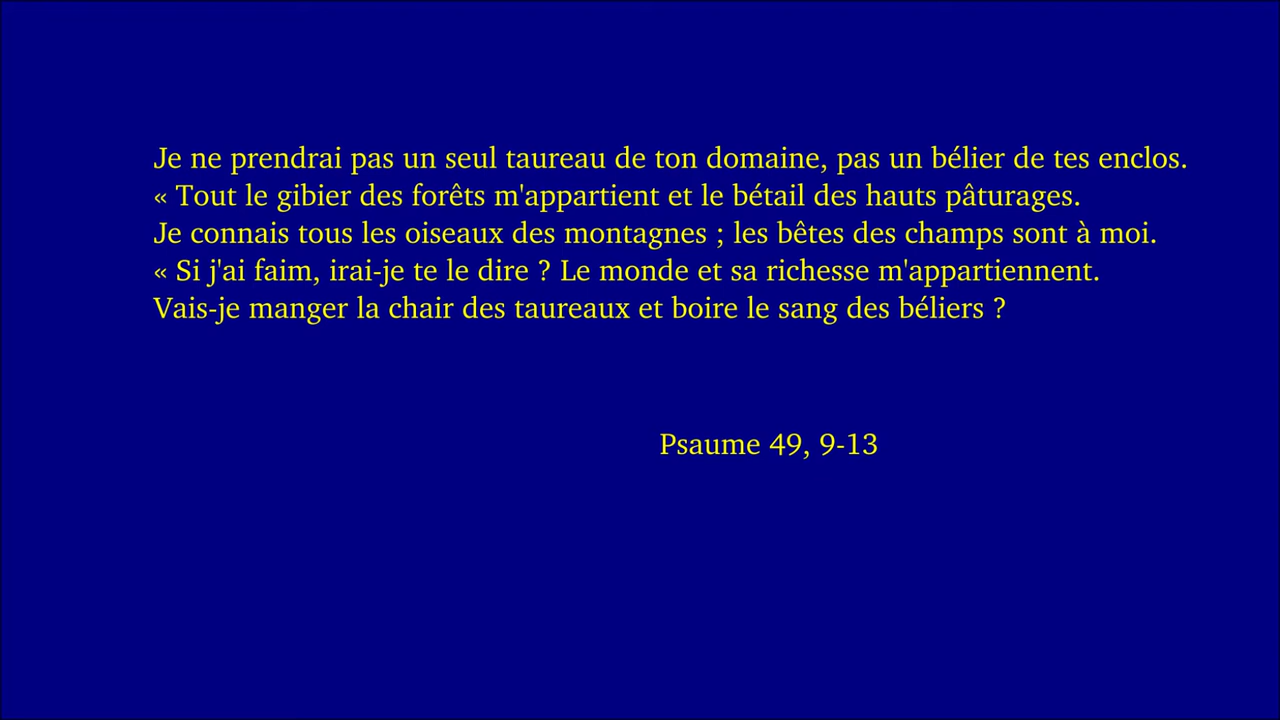 Je ne prendrai pas un seul taureau de ton domaine, pas un bélier de tes enclos.
« Tout le gibier des forêts m'appartient et le bétail des hauts pâturages.
Je connais tous les oiseaux des montagnes ; les bêtes des champs sont à moi.
« Si j'ai faim, irai-je te le dire ? Le monde et sa richesse m'appartiennent.
Vais-je manger la chair des taureaux et boire le sang des béliers ?
Psaume 49, 9-13